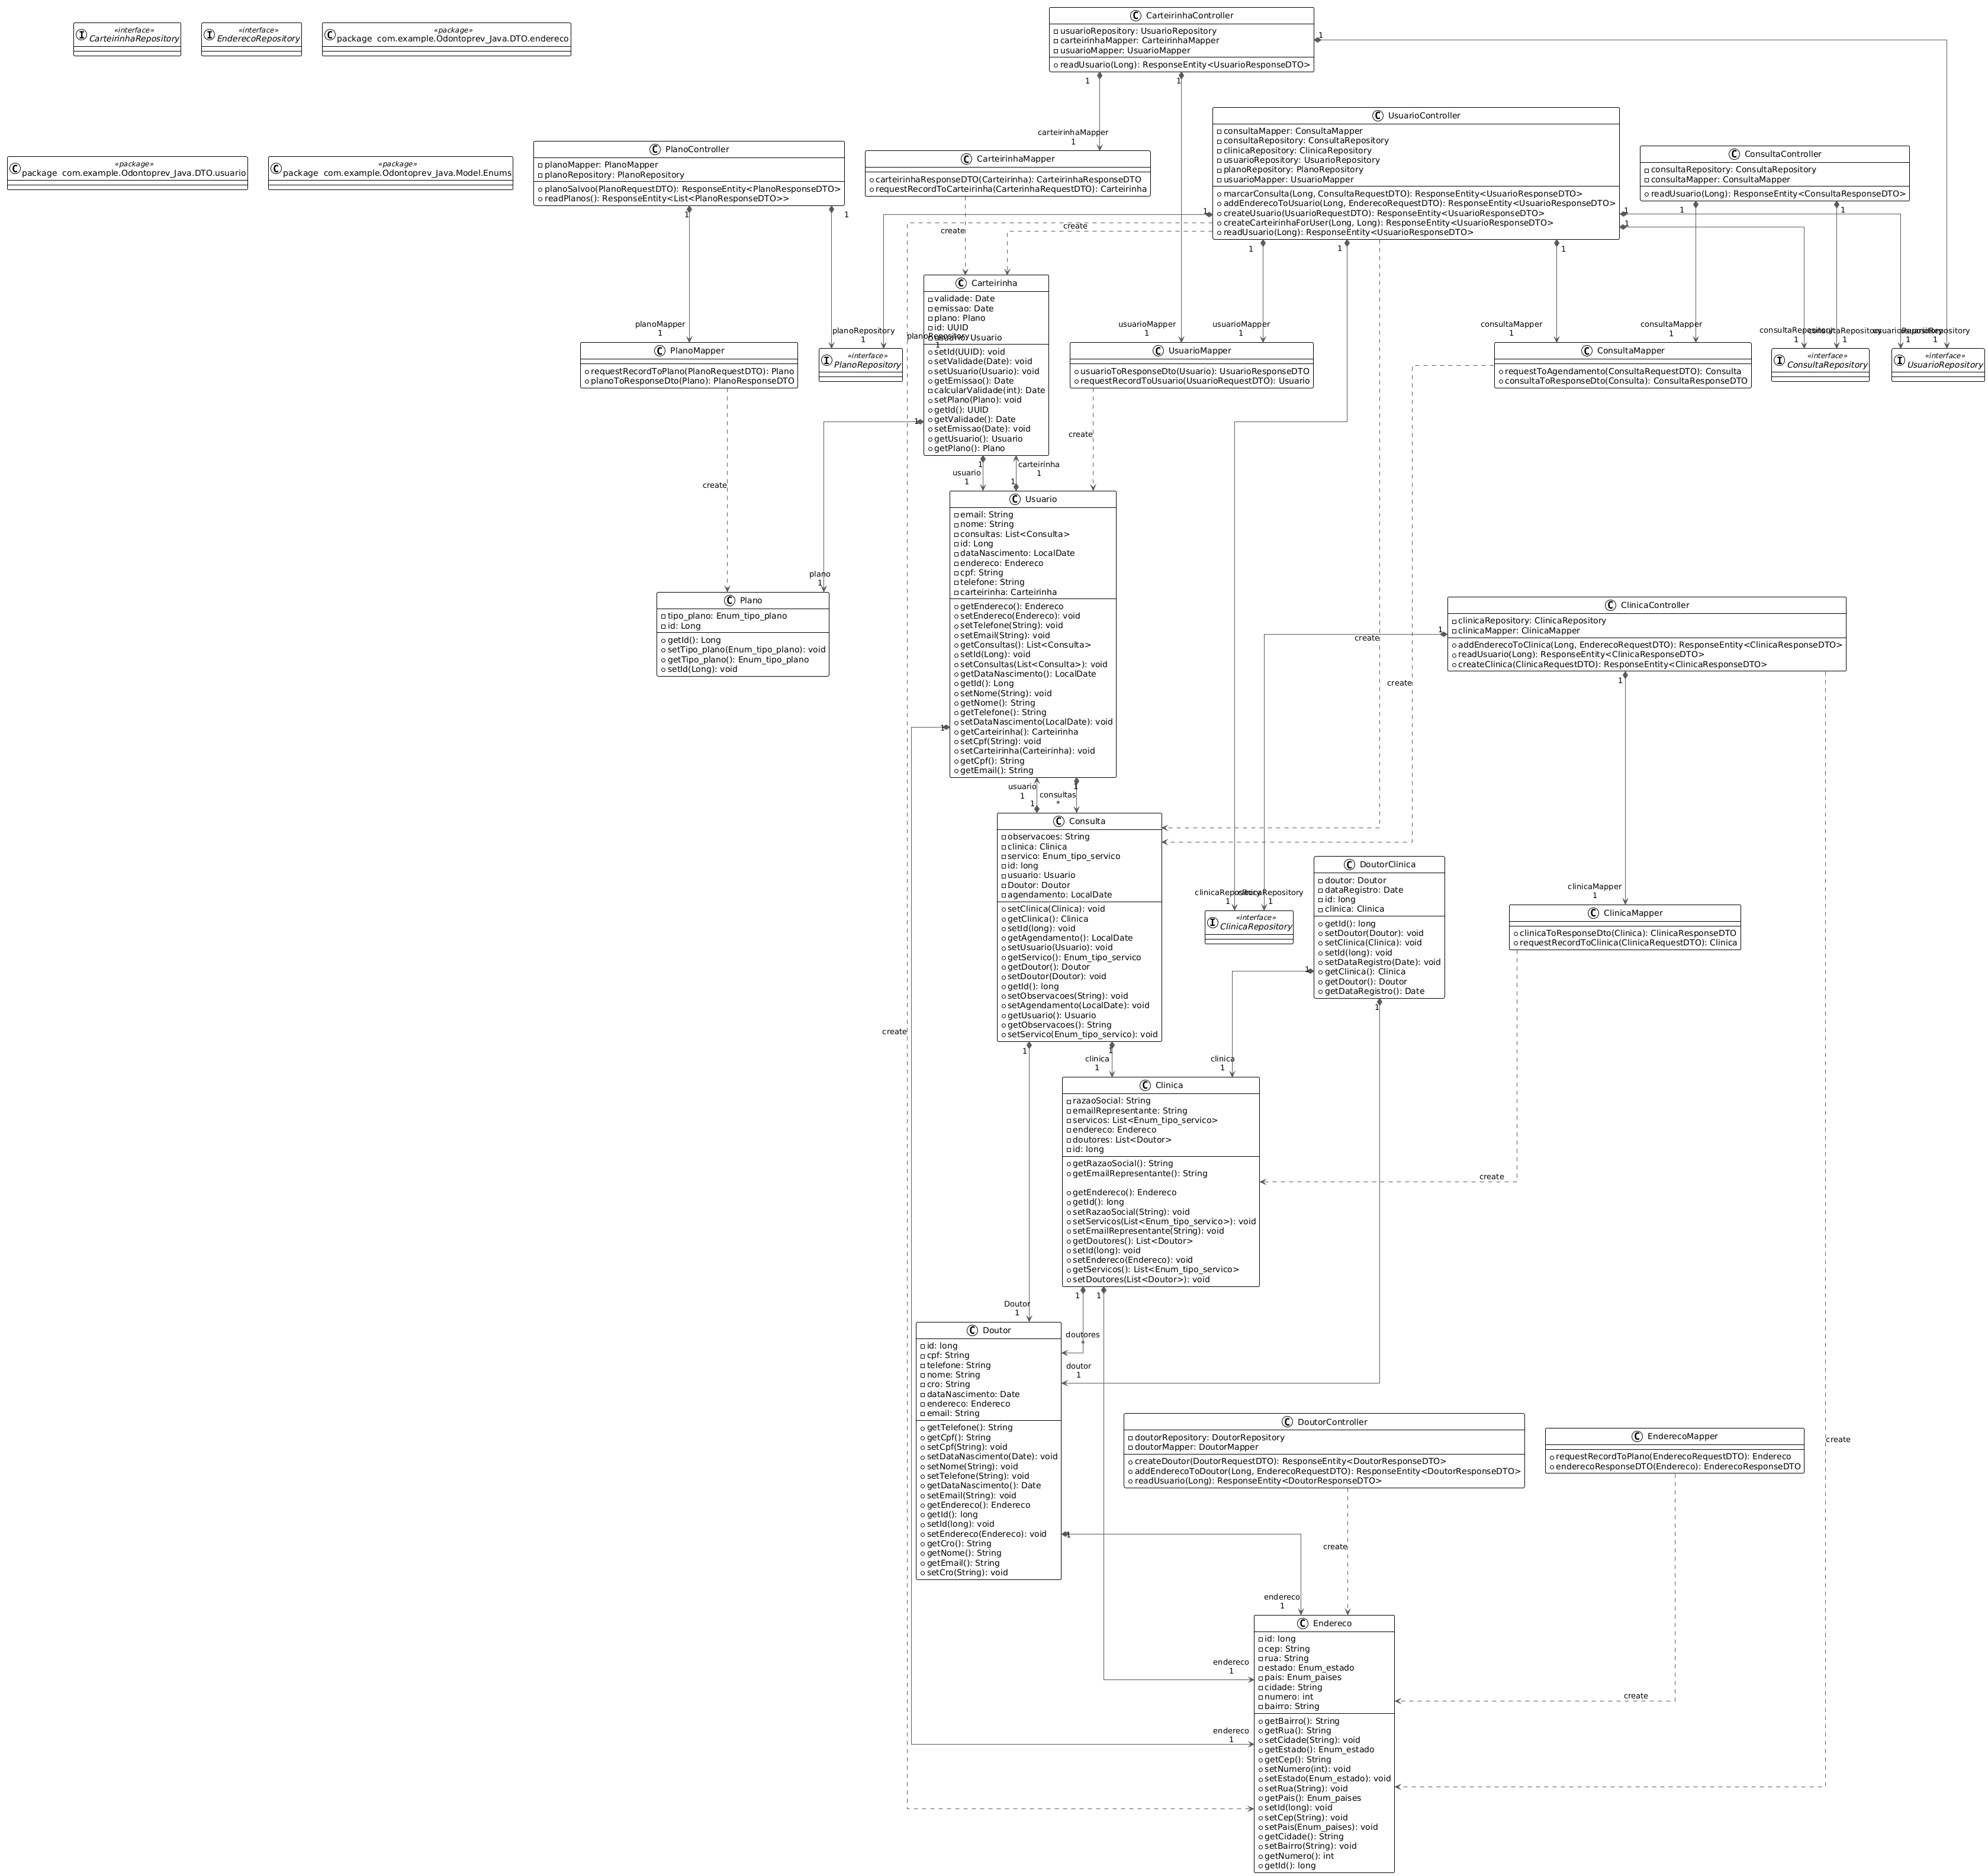 «interface»
CarteirinhaRepository
«interface»
EnderecoRepository
«package»
package com.example.Odontoprev_Java.DTO.endereco
CarteirinhaController
usuarioRepository: UsuarioRepository
carteirinhaMapper: CarteirinhaMapper
usuarioMapper: UsuarioMapper
readUsuario(Long): ResponseEntity<UsuarioResponseDTO>
1
1
1
carteirinhaMapper
1
«package»
package com.example.Odontoprev_Java.DTO.usuario
«package»
package com.example.Odontoprev_Java.Model.Enums
PlanoController
planoMapper: PlanoMapper
planoRepository: PlanoRepository
planoSalvoo(PlanoRequestDTO): ResponseEntity<PlanoResponseDTO>
readPlanos(): ResponseEntity<List<PlanoResponseDTO>>
1
1
CarteirinhaMapper
carteirinhaResponseDTO(Carteirinha): CarteirinhaResponseDTO
requestRecordToCarteirinha(CarterinhaRequestDTO): Carteirinha
create
UsuarioController
consultaMapper: ConsultaMapper
consultaRepository: ConsultaRepository
clinicaRepository: ClinicaRepository
usuarioRepository: UsuarioRepository
planoRepository: PlanoRepository
usuarioMapper: UsuarioMapper
marcarConsulta(Long, ConsultaRequestDTO): ResponseEntity<UsuarioResponseDTO>
addEnderecoToUsuario(Long, EnderecoRequestDTO): ResponseEntity<UsuarioResponseDTO>
createUsuario(UsuarioRequestDTO): ResponseEntity<UsuarioResponseDTO>
createCarteirinhaForUser(Long, Long): ResponseEntity<UsuarioResponseDTO>
readUsuario(Long): ResponseEntity<UsuarioResponseDTO>
create
1
1
1
1
1
1
ConsultaController
consultaRepository: ConsultaRepository
consultaMapper: ConsultaMapper
readUsuario(Long): ResponseEntity<ConsultaResponseDTO>
1
1
planoMapper
1
planoRepository
1
planoRepository
1
usuarioMapper
1
usuarioMapper
1
consultaMapper
1
consultaMapper
1
consultaRepository
1
consultaRepository
1
usuarioRepository
1
usuarioRepository
1
Carteirinha
validade: Date
emissao: Date
plano: Plano
id: UUID
usuario: Usuario
setId(UUID): void
setValidade(Date): void
setUsuario(Usuario): void
getEmissao(): Date
calcularValidade(int): Date
setPlano(Plano): void
getId(): UUID
getValidade(): Date
setEmissao(Date): void
getUsuario(): Usuario
getPlano(): Plano
1
1
usuario
1
carteirinha
1
1
PlanoMapper
requestRecordToPlano(PlanoRequestDTO): Plano
planoToResponseDto(Plano): PlanoResponseDTO
create
«interface»
PlanoRepository
UsuarioMapper
usuarioToResponseDto(Usuario): UsuarioResponseDTO
requestRecordToUsuario(UsuarioRequestDTO): Usuario
create
ConsultaMapper
requestToAgendamento(ConsultaRequestDTO): Consulta
consultaToResponseDto(Consulta): ConsultaResponseDTO
«interface»
ConsultaRepository
«interface»
UsuarioRepository
plano
1
Plano
tipo_plano: Enum_tipo_plano
id: Long
getId(): Long
setTipo_plano(Enum_tipo_plano): void
getTipo_plano(): Enum_tipo_plano
setId(Long): void
Usuario
email: String
nome: String
consultas: List<Consulta>
id: Long
dataNascimento: LocalDate
endereco: Endereco
cpf: String
telefone: String
carteirinha: Carteirinha
getEndereco(): Endereco
setEndereco(Endereco): void
setTelefone(String): void
setEmail(String): void
getConsultas(): List<Consulta>
setId(Long): void
setConsultas(List<Consulta>): void
getDataNascimento(): LocalDate
getId(): Long
setNome(String): void
getNome(): String
getTelefone(): String
setDataNascimento(LocalDate): void
getCarteirinha(): Carteirinha
setCpf(String): void
setCarteirinha(Carteirinha): void
getCpf(): String
getEmail(): String
1
1
usuario
1
consultas
*
1
create
create
ClinicaController
clinicaRepository: ClinicaRepository
clinicaMapper: ClinicaMapper
addEnderecoToClinica(Long, EnderecoRequestDTO): ResponseEntity<ClinicaResponseDTO>
readUsuario(Long): ResponseEntity<ClinicaResponseDTO>
createClinica(ClinicaRequestDTO): ResponseEntity<ClinicaResponseDTO>
1
1
Consulta
observacoes: String
clinica: Clinica
servico: Enum_tipo_servico
id: long
usuario: Usuario
Doutor: Doutor
agendamento: LocalDate
setClinica(Clinica): void
getClinica(): Clinica
setId(long): void
getAgendamento(): LocalDate
setUsuario(Usuario): void
getServico(): Enum_tipo_servico
getDoutor(): Doutor
setDoutor(Doutor): void
getId(): long
setObservacoes(String): void
setAgendamento(LocalDate): void
getUsuario(): Usuario
getObservacoes(): String
setServico(Enum_tipo_servico): void
1
1
clinica
1
clinica
1
create
clinicaRepository
1
clinicaRepository
1
«interface»
ClinicaRepository
DoutorClinica
doutor: Doutor
dataRegistro: Date
id: long
clinica: Clinica
getId(): long
setDoutor(Doutor): void
setClinica(Clinica): void
setId(long): void
setDataRegistro(Date): void
getClinica(): Clinica
getDoutor(): Doutor
getDataRegistro(): Date
1
1
clinicaMapper
1
ClinicaMapper
clinicaToResponseDto(Clinica): ClinicaResponseDTO
requestRecordToClinica(ClinicaRequestDTO): Clinica
create
Clinica
razaoSocial: String
emailRepresentante: String
servicos: List<Enum_tipo_servico>
endereco: Endereco
doutores: List<Doutor>
id: long
getRazaoSocial(): String
getEmailRepresentante(): String
getEndereco(): Endereco
getId(): long
setRazaoSocial(String): void
setServicos(List<Enum_tipo_servico>): void
setEmailRepresentante(String): void
getDoutores(): List<Doutor>
setId(long): void
setEndereco(Endereco): void
getServicos(): List<Enum_tipo_servico>
setDoutores(List<Doutor>): void
1
1
Doutor
1
doutores
*
doutor
1
Doutor
id: long
cpf: String
telefone: String
nome: String
cro: String
dataNascimento: Date
endereco: Endereco
email: String
getTelefone(): String
getCpf(): String
setCpf(String): void
setDataNascimento(Date): void
setNome(String): void
setTelefone(String): void
getDataNascimento(): Date
setEmail(String): void
getEndereco(): Endereco
getId(): long
setId(long): void
setEndereco(Endereco): void
getCro(): String
getNome(): String
getEmail(): String
setCro(String): void
1
DoutorController
doutorRepository: DoutorRepository
doutorMapper: DoutorMapper
createDoutor(DoutorRequestDTO): ResponseEntity<DoutorResponseDTO>
addEnderecoToDoutor(Long, EnderecoRequestDTO): ResponseEntity<DoutorResponseDTO>
readUsuario(Long): ResponseEntity<DoutorResponseDTO>
create
EnderecoMapper
requestRecordToPlano(EnderecoRequestDTO): Endereco
enderecoResponseDTO(Endereco): EnderecoResponseDTO
create
create
endereco
1
endereco
1
endereco
1
Endereco
id: long
cep: String
rua: String
estado: Enum_estado
pais: Enum_paises
cidade: String
numero: int
bairro: String
getBairro(): String
getRua(): String
setCidade(String): void
getEstado(): Enum_estado
getCep(): String
setNumero(int): void
setEstado(Enum_estado): void
setRua(String): void
getPais(): Enum_paises
setId(long): void
setCep(String): void
setPais(Enum_paises): void
getCidade(): String
setBairro(String): void
getNumero(): int
getId(): long